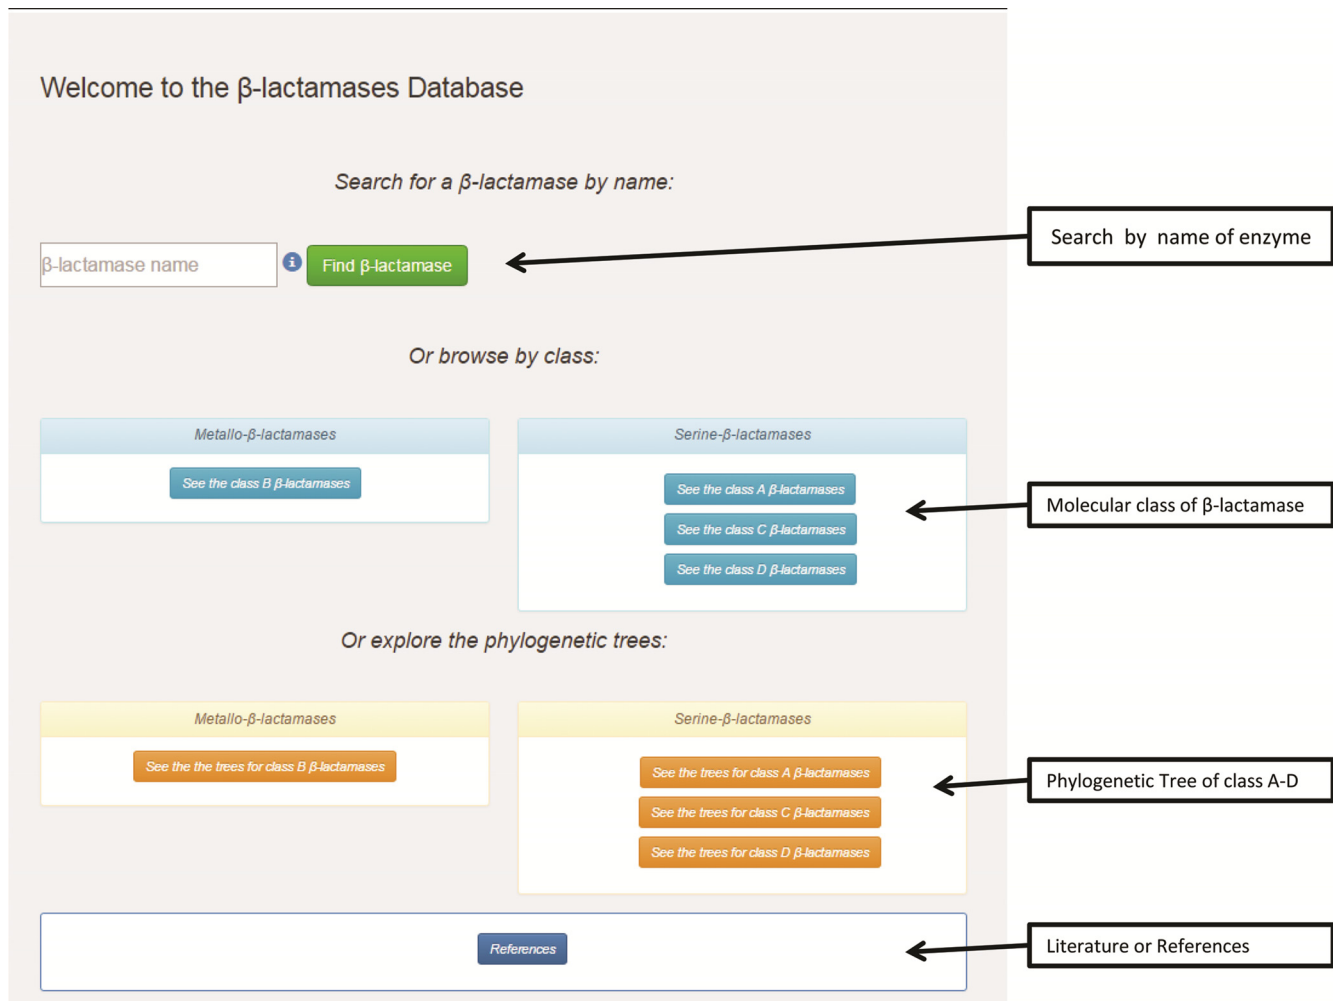 Welcome to the β-lactamases Database
Search for a β-lactamase by name:
Search by name of enzyme
β-lactamase name
Find β-lactamase
Or browse by class:
Metallo-β-lactamases
Serine-β-lactamases
See the class B β-lactamases
See the class A β-lactamases
Molecular class of β-lactamase
See the class C β-lactamases
See the class D β-lactamases
Or explore the phylogenetic trees:
Metallo-β-lactamases
Serine-β-lactamases
See the the trees for class B β-lactamases
See the trees for class A β-lactamases
Phylogenetic Tree of class A-D
See the trees for class C β-lactamases
See the trees for class D β-lactamases
References
Literature or References